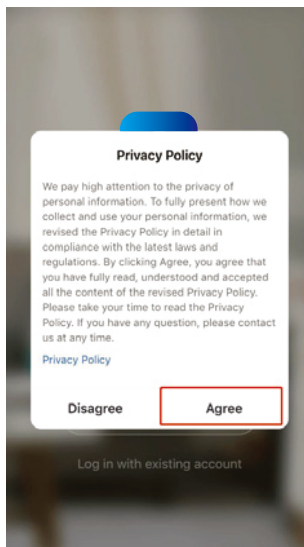 Privacy Policy
We pay high attention to the privacy of
personal information. To fully present how we
collect and use your personal information, we
revised the Privacy Policy in detail in
compliance with the latest laws and
regulations. By clicking Agree, you agree that
you have fully read, understood and accepted
all the content of the revised Privacy Policy.
Please take your time to read the Privacy
Policy. If you have any question, please contact
us at any time.
Privacy Policy
Disagree Agree
Log in with existing account